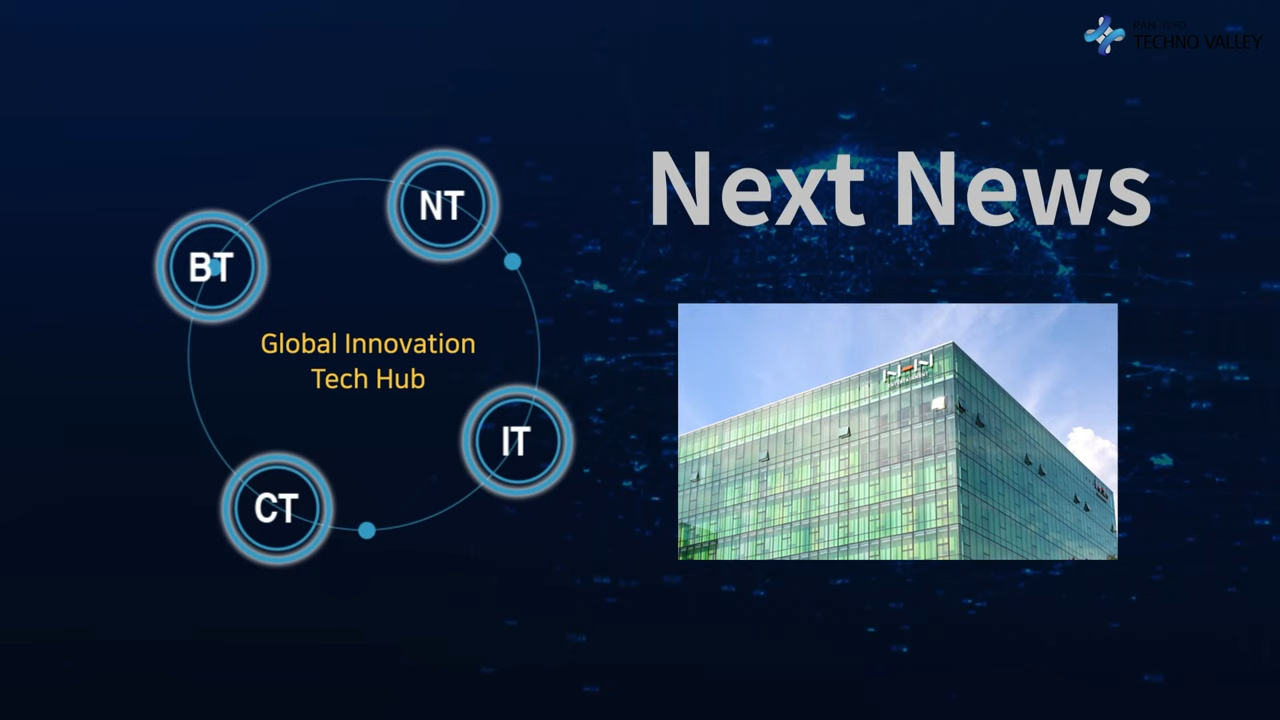 PAN GYO
TECHNO VALLEY
Next News
NT
BT
Global Innovation
Tech Hub
IT
CT
NHN